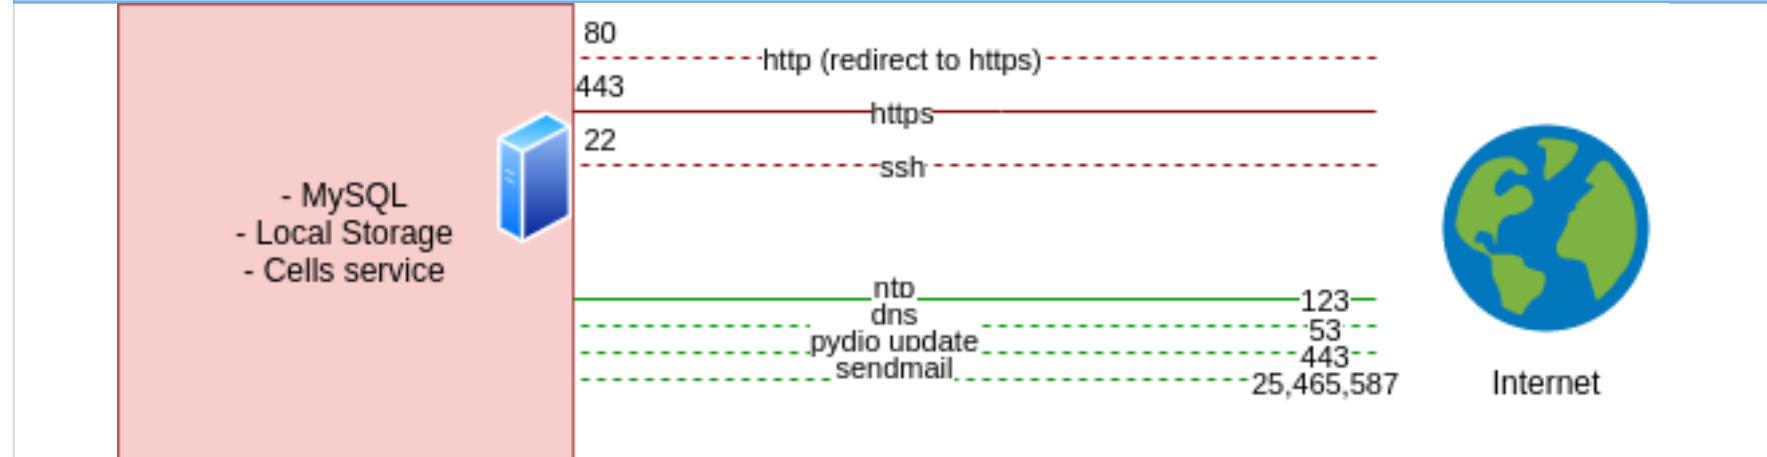 80
http (redirect to https)
443
https
22
ssh
- MySQL
- Local Storage
- Cells service
ntp
123
dns
53
pydio update
443
sendmail
25,465,587
Internet